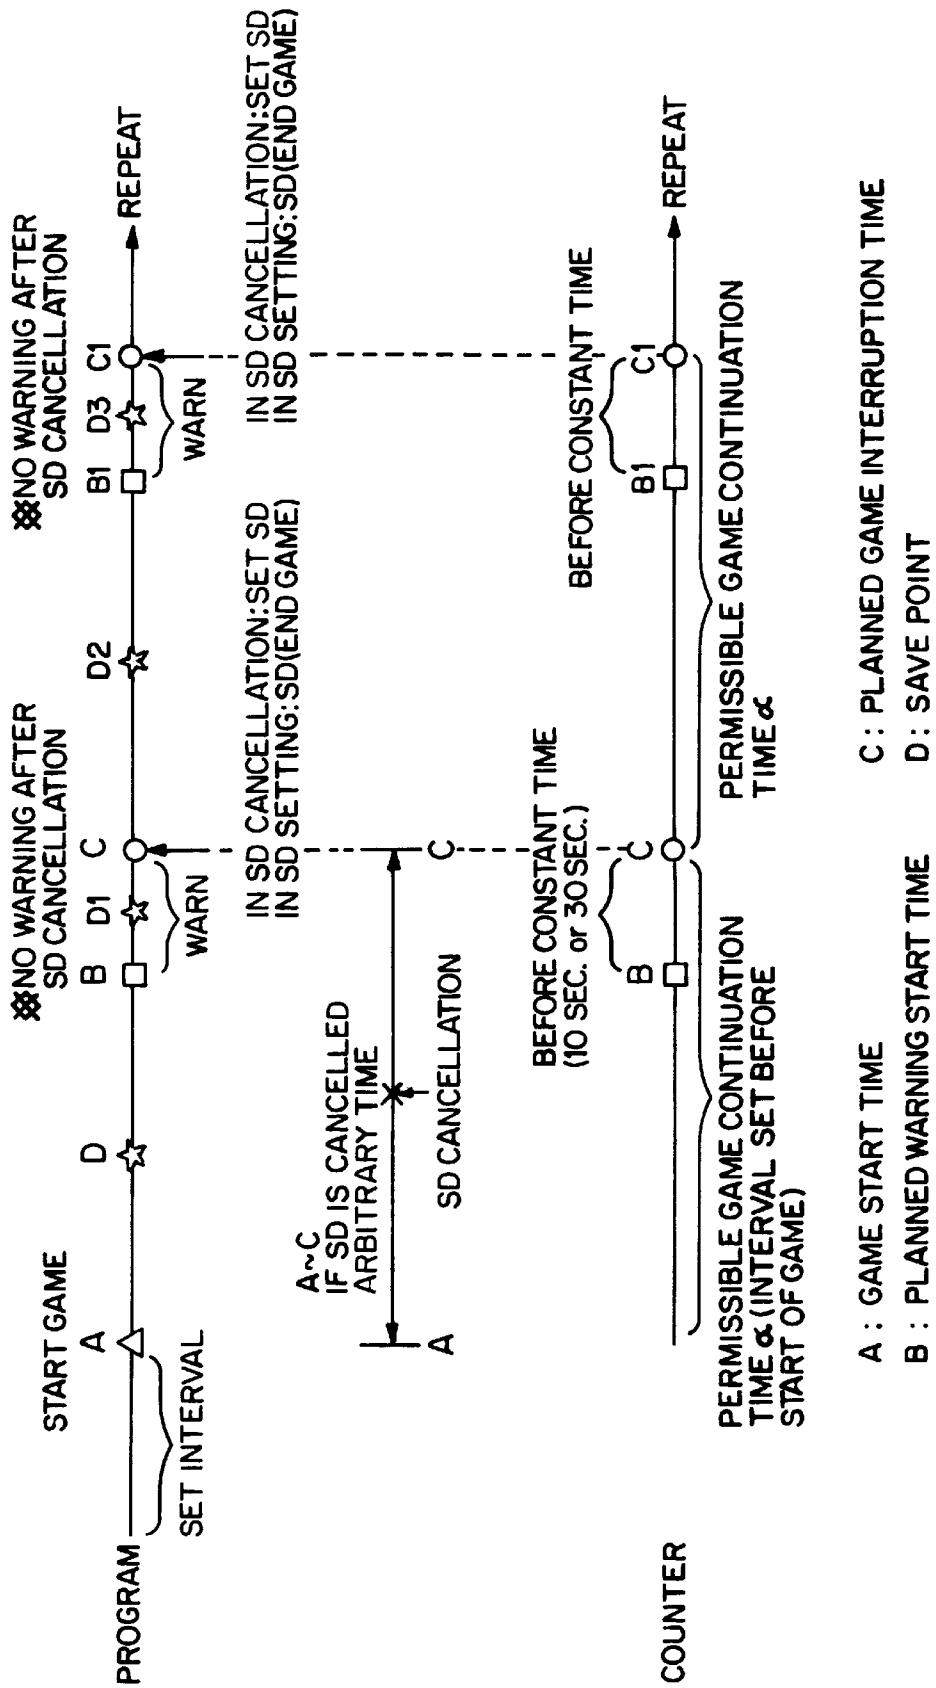 ※NO WARNING AFTER
SD CANCELLATION
※NO WARNING AFTER
SD CANCELLATION
START GAME
A
D
B
D1
C
D2
B1
D3
C1
PROGRAM
REPEAT
SET INTERVAL
WARN
WARN
IN SD CANCELLATION:SET SD
IN SD SETTING:SD(END GAME)
IN SD CANCELLATION:SET SD
IN SD SETTING:SD(END GAME)
A~C
IF SD IS CANCELLED
ARBITRARY TIME
A
C
SD CANCELLATION
BEFORE CONSTANT TIME
(10 SEC. or 30 SEC.)
BEFORE CONSTANT TIME
B
C
B1
C1
COUNTER
REPEAT
PERMISSIBLE GAME CONTINUATION
TIME α (INTERVAL SET BEFORE
START OF GAME)
PERMISSIBLE GAME CONTINUATION
TIME α
A : GAME START TIME
B : PLANNED WARNING START TIME
C : PLANNED GAME INTERRUPTION TIME
D : SAVE POINT